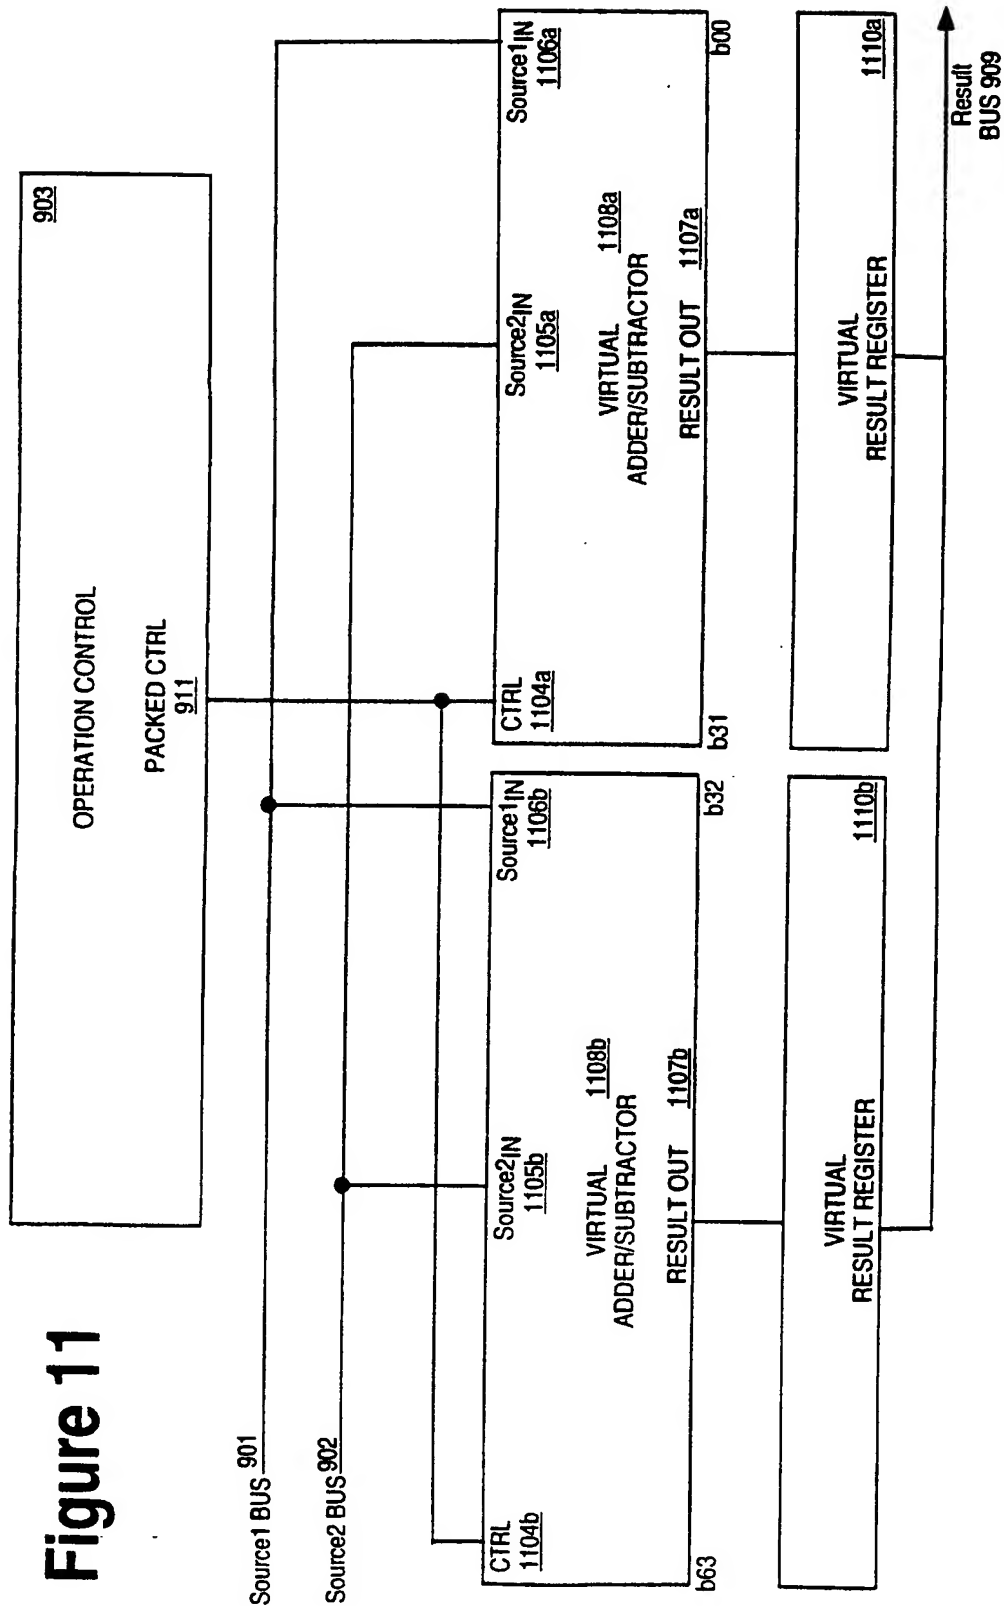 Figure 11
903
OPERATION CONTROL
PACKED CTRL
911
Source1 BUS 901
Source2 BUS 902
CTRL
1104b
Source2IN
1105b
Source1IN
1106b
VIRTUAL 1108b
ADDER/SUBTRACTOR
RESULT OUT 1107b
b63
b32
CTRL
1104a
Source2IN
1105a
Source1IN
1106a
VIRTUAL 1108a
ADDER/SUBTRACTOR
RESULT OUT 1107a
b31
b00
1110b
VIRTUAL
RESULT REGISTER
1110a
VIRTUAL
RESULT REGISTER
Result
BUS 909